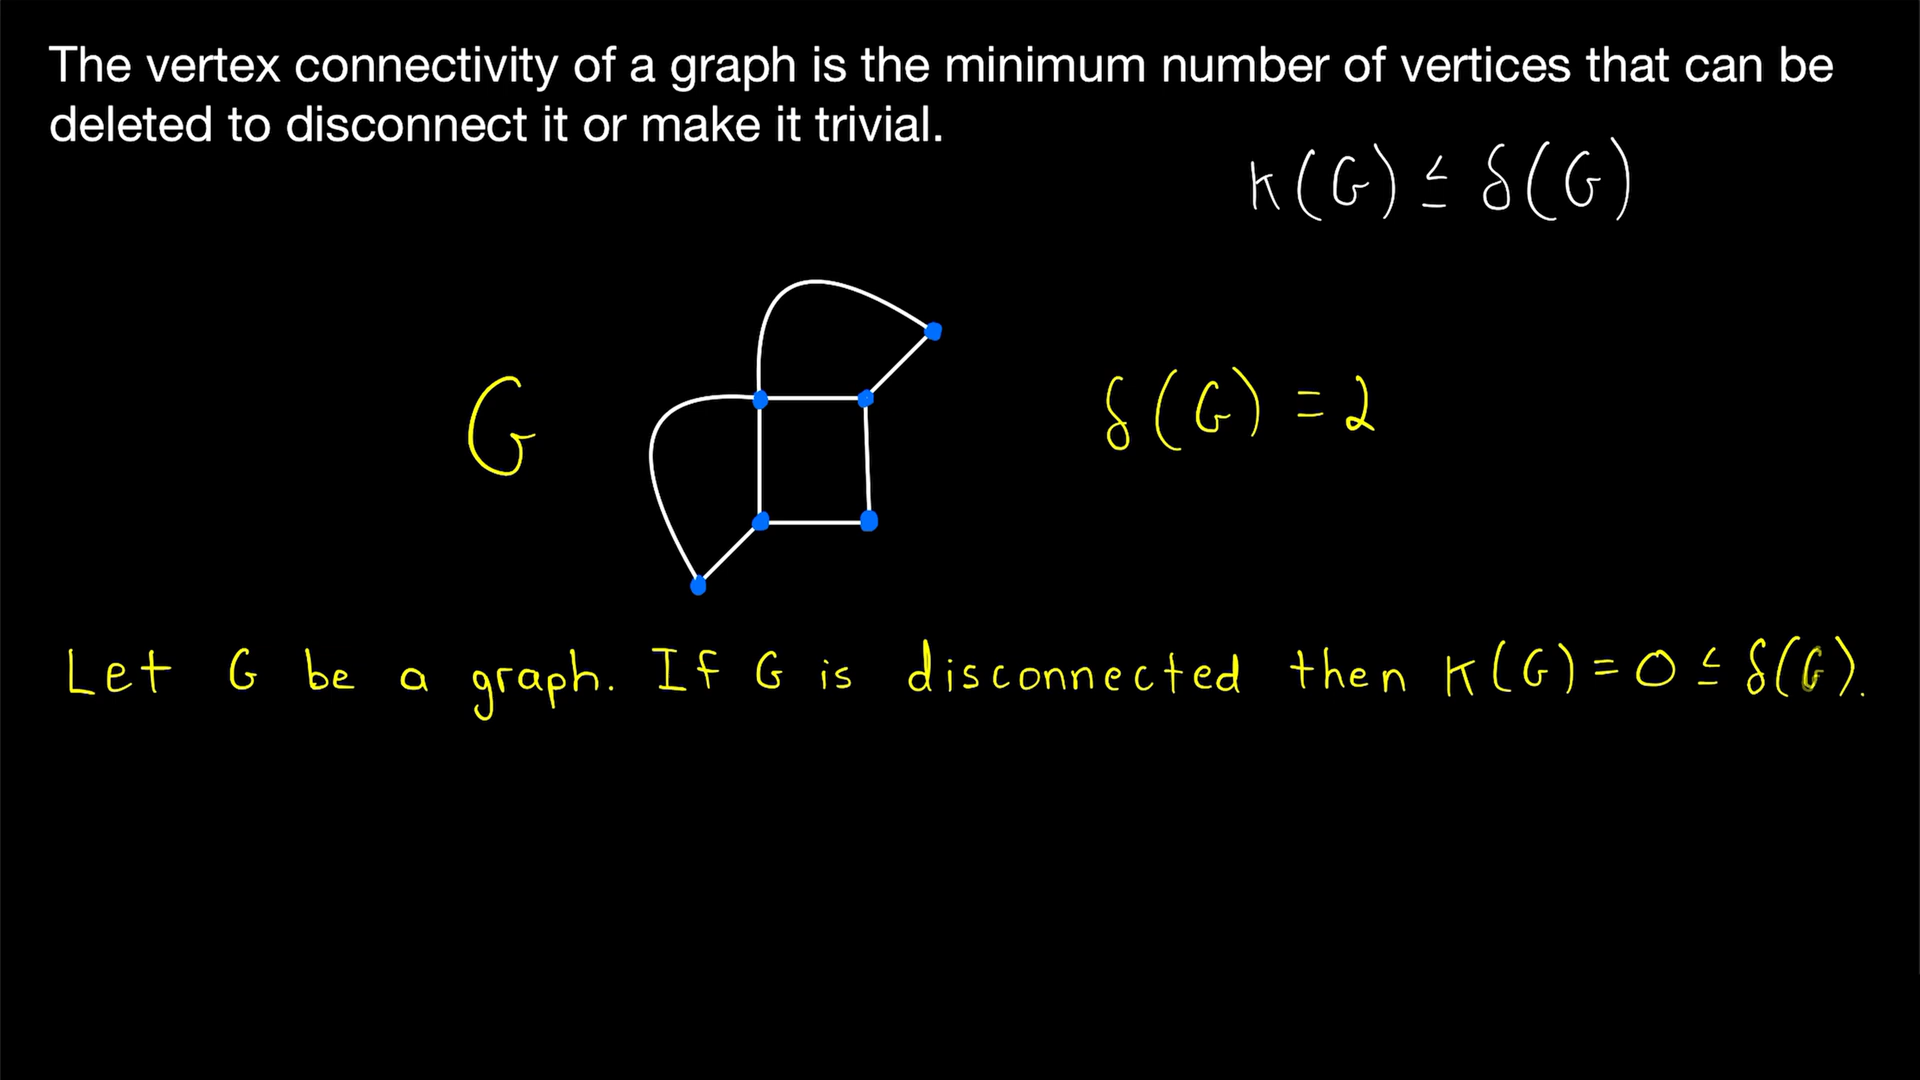 The vertex connectivity of a graph is the minimum number of vertices that can be
deleted to disconnect it or make it trivial.
κ(G) ≤ δ(G)
G
δ(G) = 2
Let G be a graph. If G is disconnected then κ(G) = 0 ≤ δ(G).